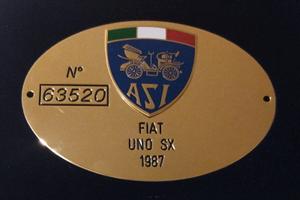 N°
63520
ASI
FIAT
UNO SX
1987